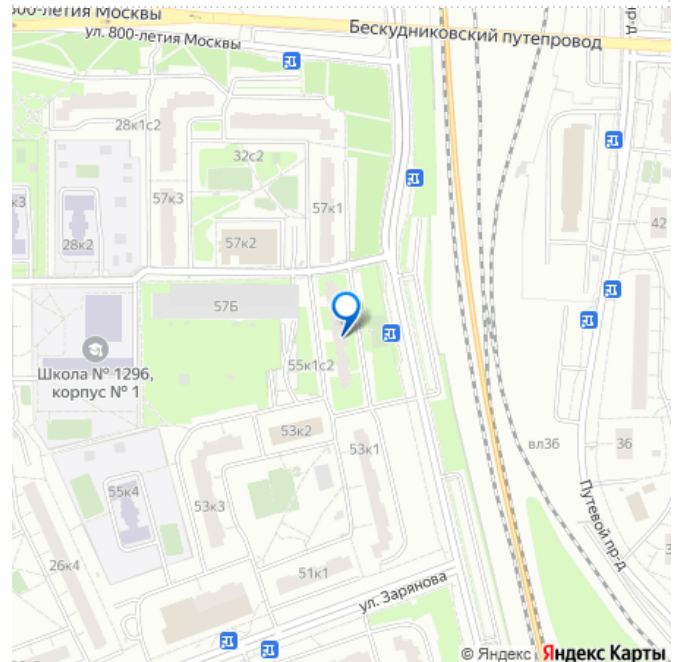 800-летия Москвы
ул. 800-летия Москвы
Бескудниковский путепровод
пр-д
28к1с2
32с2
57к3
57к1
к3
28к2
57к2
42
57Б
Школа № 1296,
корпус № 1
55к1с2
53к2
53к1
вл36
36
55к4
53к3
Путевой пр-д
26к4
51к1
ул. Зарянова
© Яндекс Яндекс Карты